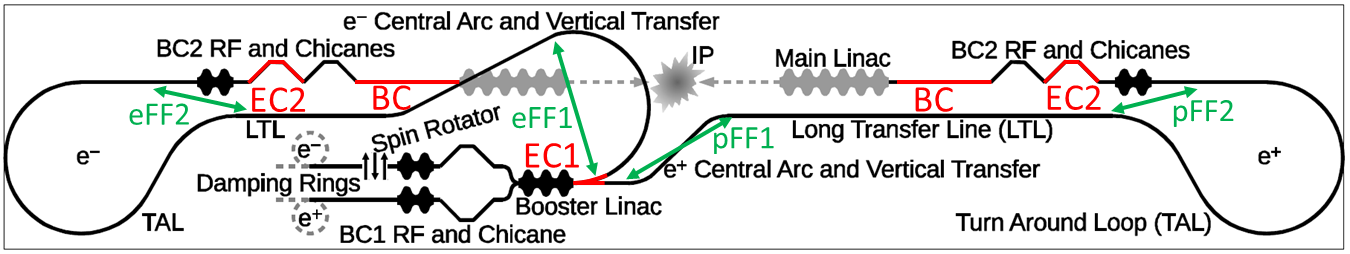 e⁻ Central Arc and Vertical Transfer
BC2 RF and Chicanes
IP
Main Linac
BC2 RF and Chicanes
EC2
BC
BC
EC2
eFF2
eFF1
pFF1
pFF2
LTL
Spin Rotator
Long Transfer Line (LTL)
e⁻
e⁻
EC1
e⁺
e⁺ Central Arc and Vertical Transfer
Damping Rings
e⁺
Booster Linac
TAL
BC1 RF and Chicane
Turn Around Loop (TAL)